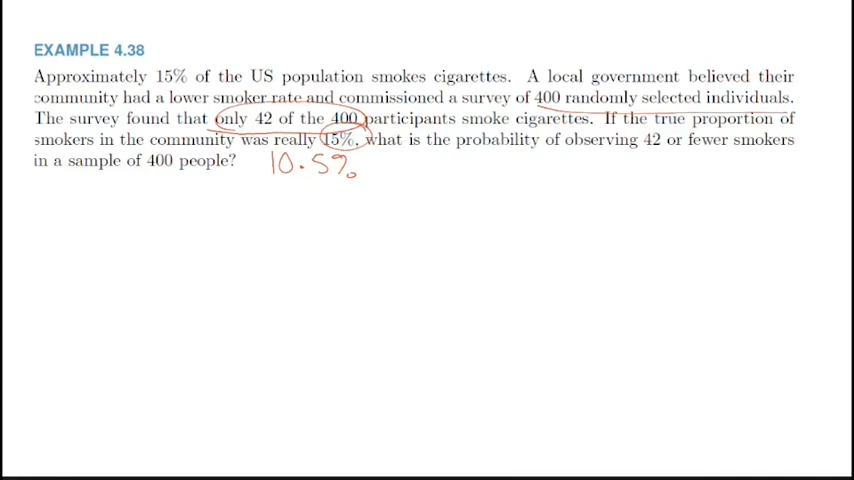 EXAMPLE 4.38
Approximately 15% of the US population smokes cigarettes. A local government believed their
community had a lower smoker rate and commissioned a survey of 400 randomly selected individuals.
The survey found that only 42 of the 400 participants smoke cigarettes. If the true proportion of
smokers in the community was really 15%, what is the probability of observing 42 or fewer smokers
in a sample of 400 people?
10.5%